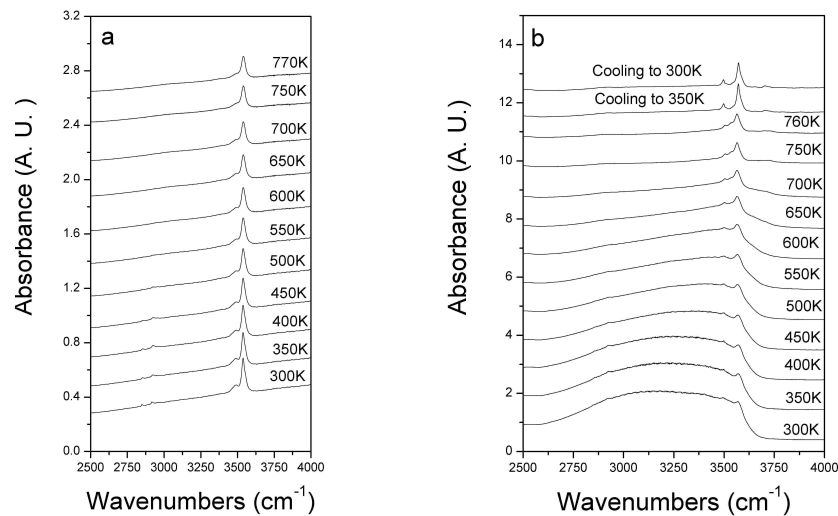 a
3.2
2.8
2.4
2.0
1.6
1.2
0.8
0.4
0.0
Absorbance (A. U. )
770K
750K
700K
650K
600K
550K
500K
450K
400K
350K
300K
2500 2750 3000 3250 3500 3750 4000
Wavenumbers (cm-1)
b
14
12
10
8
6
4
2
0
Absorbance (A. U.)
Cooling to 300K
Cooling to 350K
760K
750K
700K
650K
600K
550K
500K
450K
400K
350K
300K
2500 3000 3500 4000
Wavenumbers (cm-1)